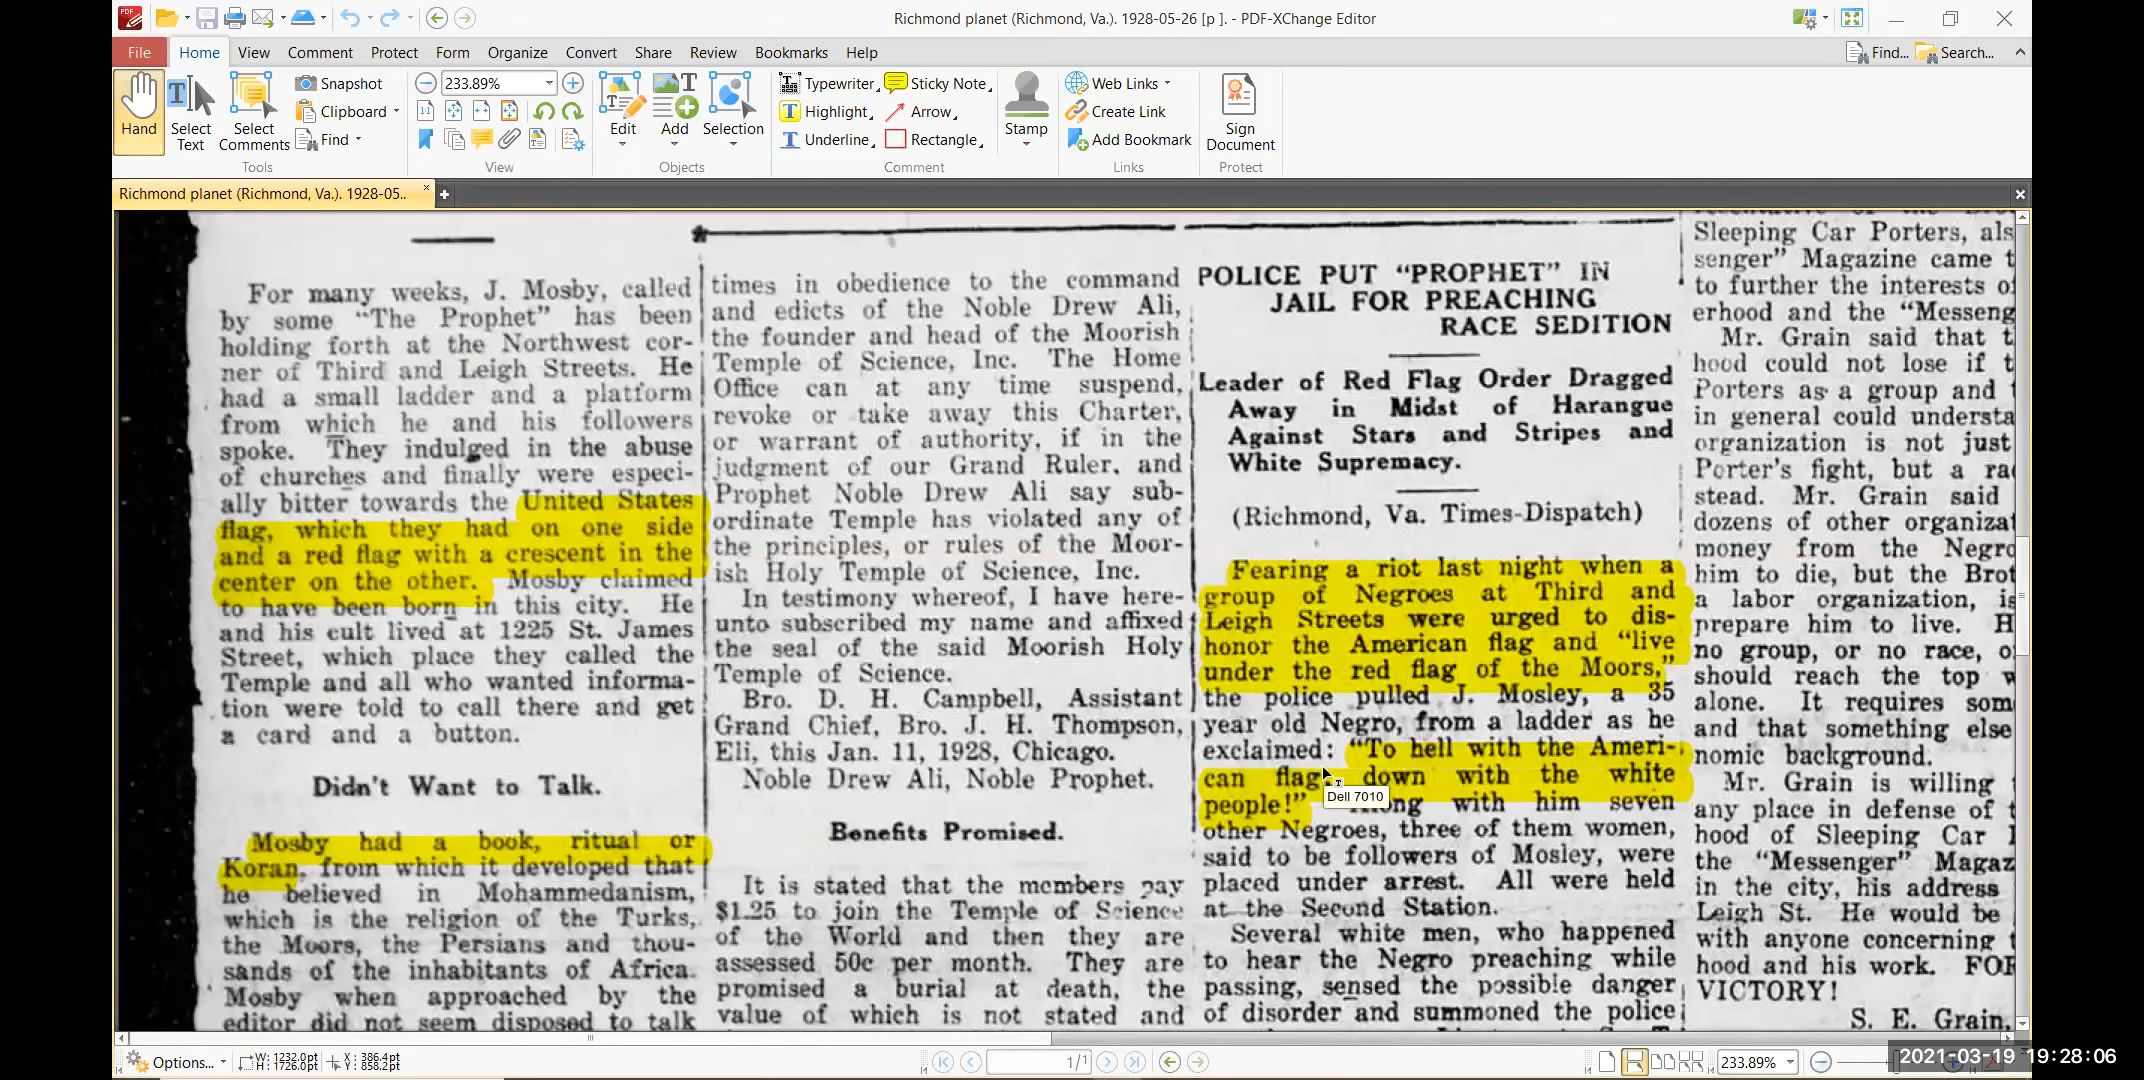 Richmond planet (Richmond, Va.) 1928-05-26 [p ]. - PDF-XChange Editor
File Home View Comment Protect Form Organize Convert Share Review Bookmarks Help Find... Search...
Hand
Select Text
Select Comments
Snapshot
Clipboard
Find
Tools
233.89%
View
Edit
Add
Selection
Objects
Typewriter
Highlight
Underline
Sticky Note
Arrow
Rectangle
Stamp
Comment
Web Links
Create Link
Add Bookmark
Links
Sign Document
Protect
Richmond planet (Richmond, Va.). 1928-05..
For many weeks, J. Mosby, called
by some "The Prophet" has been
holding forth at the Northwest cor-
ner of Third and Leigh Streets. He
had a small ladder and a platform
from which he and his followers
spoke. They indulged in the abuse
of churches and finally were especi-
ally bitter towards the United States
flag, which they had on one side
and a red flag with a crescent in the
center on the other. Mosby claimed
to have been born in this city. He
and his cult lived at 1225 St. James
Street, which place they called the
Temple and all who wanted informa-
tion were told to call there and get
a card and a button.
Didn't Want to Talk.
Mosby had a book, ritual or
Koran, from which it developed that
he believed in Mohammedanism,
which is the religion of the Turks,
the Moors, the Persians and thou-
sands of the inhabitants of Africa.
Mosby when approached by the
editor did not seem disposed to talk
times in obedience to the command
and edicts of the Noble Drew Ali,
the founder and head of the Moorish
Temple of Science, Inc. The Home
Office can at any time suspend,
revoke or take away this Charter,
or warrant of authority, if in the
judgment of our Grand Ruler, and
Prophet Noble Drew Ali say sub-
ordinate Temple has violated any of
the principles, or rules of the Moor-
ish Holy Temple of Science, Inc.
In testimony whereof, I have here-
unto subscribed my name and affixed
the seal of the said Moorish Holy
Temple of Science.
Bro. D. H. Campbell, Assistant
Grand Chief, Bro. J. H. Thompson,
Eli, this Jan. 11, 1928, Chicago.
Noble Drew Ali, Noble Prophet.
Benefits Promised.
It is stated that the members pay
$1.25 to join the Temple of Science
of the World and then they are
assessed 50c per month. They are
promised a burial at death, the
value of which is not stated and
POLICE PUT "PROPHET" IN
JAIL FOR PREACHING
RACE SEDITION
Leader of Red Flag Order Dragged
Away in Midst of Harangue
Against Stars and Stripes and
White Supremacy.
(Richmond, Va. Times-Dispatch)
Fearing a riot last night when a
group of Negroes at Third and
Leigh Streets were urged to dis-
honor the American flag and "live
under the red flag of the Moors,"
the police pulled J. Mosley, a 35
year old Negro, from a ladder as he
exclaimed: "To hell with the Ameri-
can flag, down with the white
people!" with him seven
other Negroes, three of them women,
said to be followers of Mosley, were
placed under arrest. All were held
at the Second Station.
Several white men, who happened
to hear the Negro preaching while
passing, sensed the possible danger
of disorder and summoned the police
Dell 7010
Sleeping Car Porters, als
senger" Magazine came t
to further the interests of
erhood and the "Messeng
Mr. Grain said that t
hood could not lose if t
Porters as a group and
in general could understa
organization is not just
Porter's fight, but a ra
stead. Mr. Grain said
dozens of other organizat
money from the Negro
him to die, but the Brot
a labor organization, is
prepare him to live. H
no group, or no race, o
should reach the top w
alone. It requires som
and that something else
nomic background.
Mr. Grain is willing t
any place in defense of t
hood of Sleeping Car
the "Messenger" Magaz
in the city, his address
Leigh St. He would be
with anyone concerning t
hood and his work. FOR
VICTORY!
S. E. Grain,
Options... W: 1232.0pt H: 1726.0pt X: 386.4pt Y: 858.2pt 1/1 233.89%
2021-03-19 19:28:06